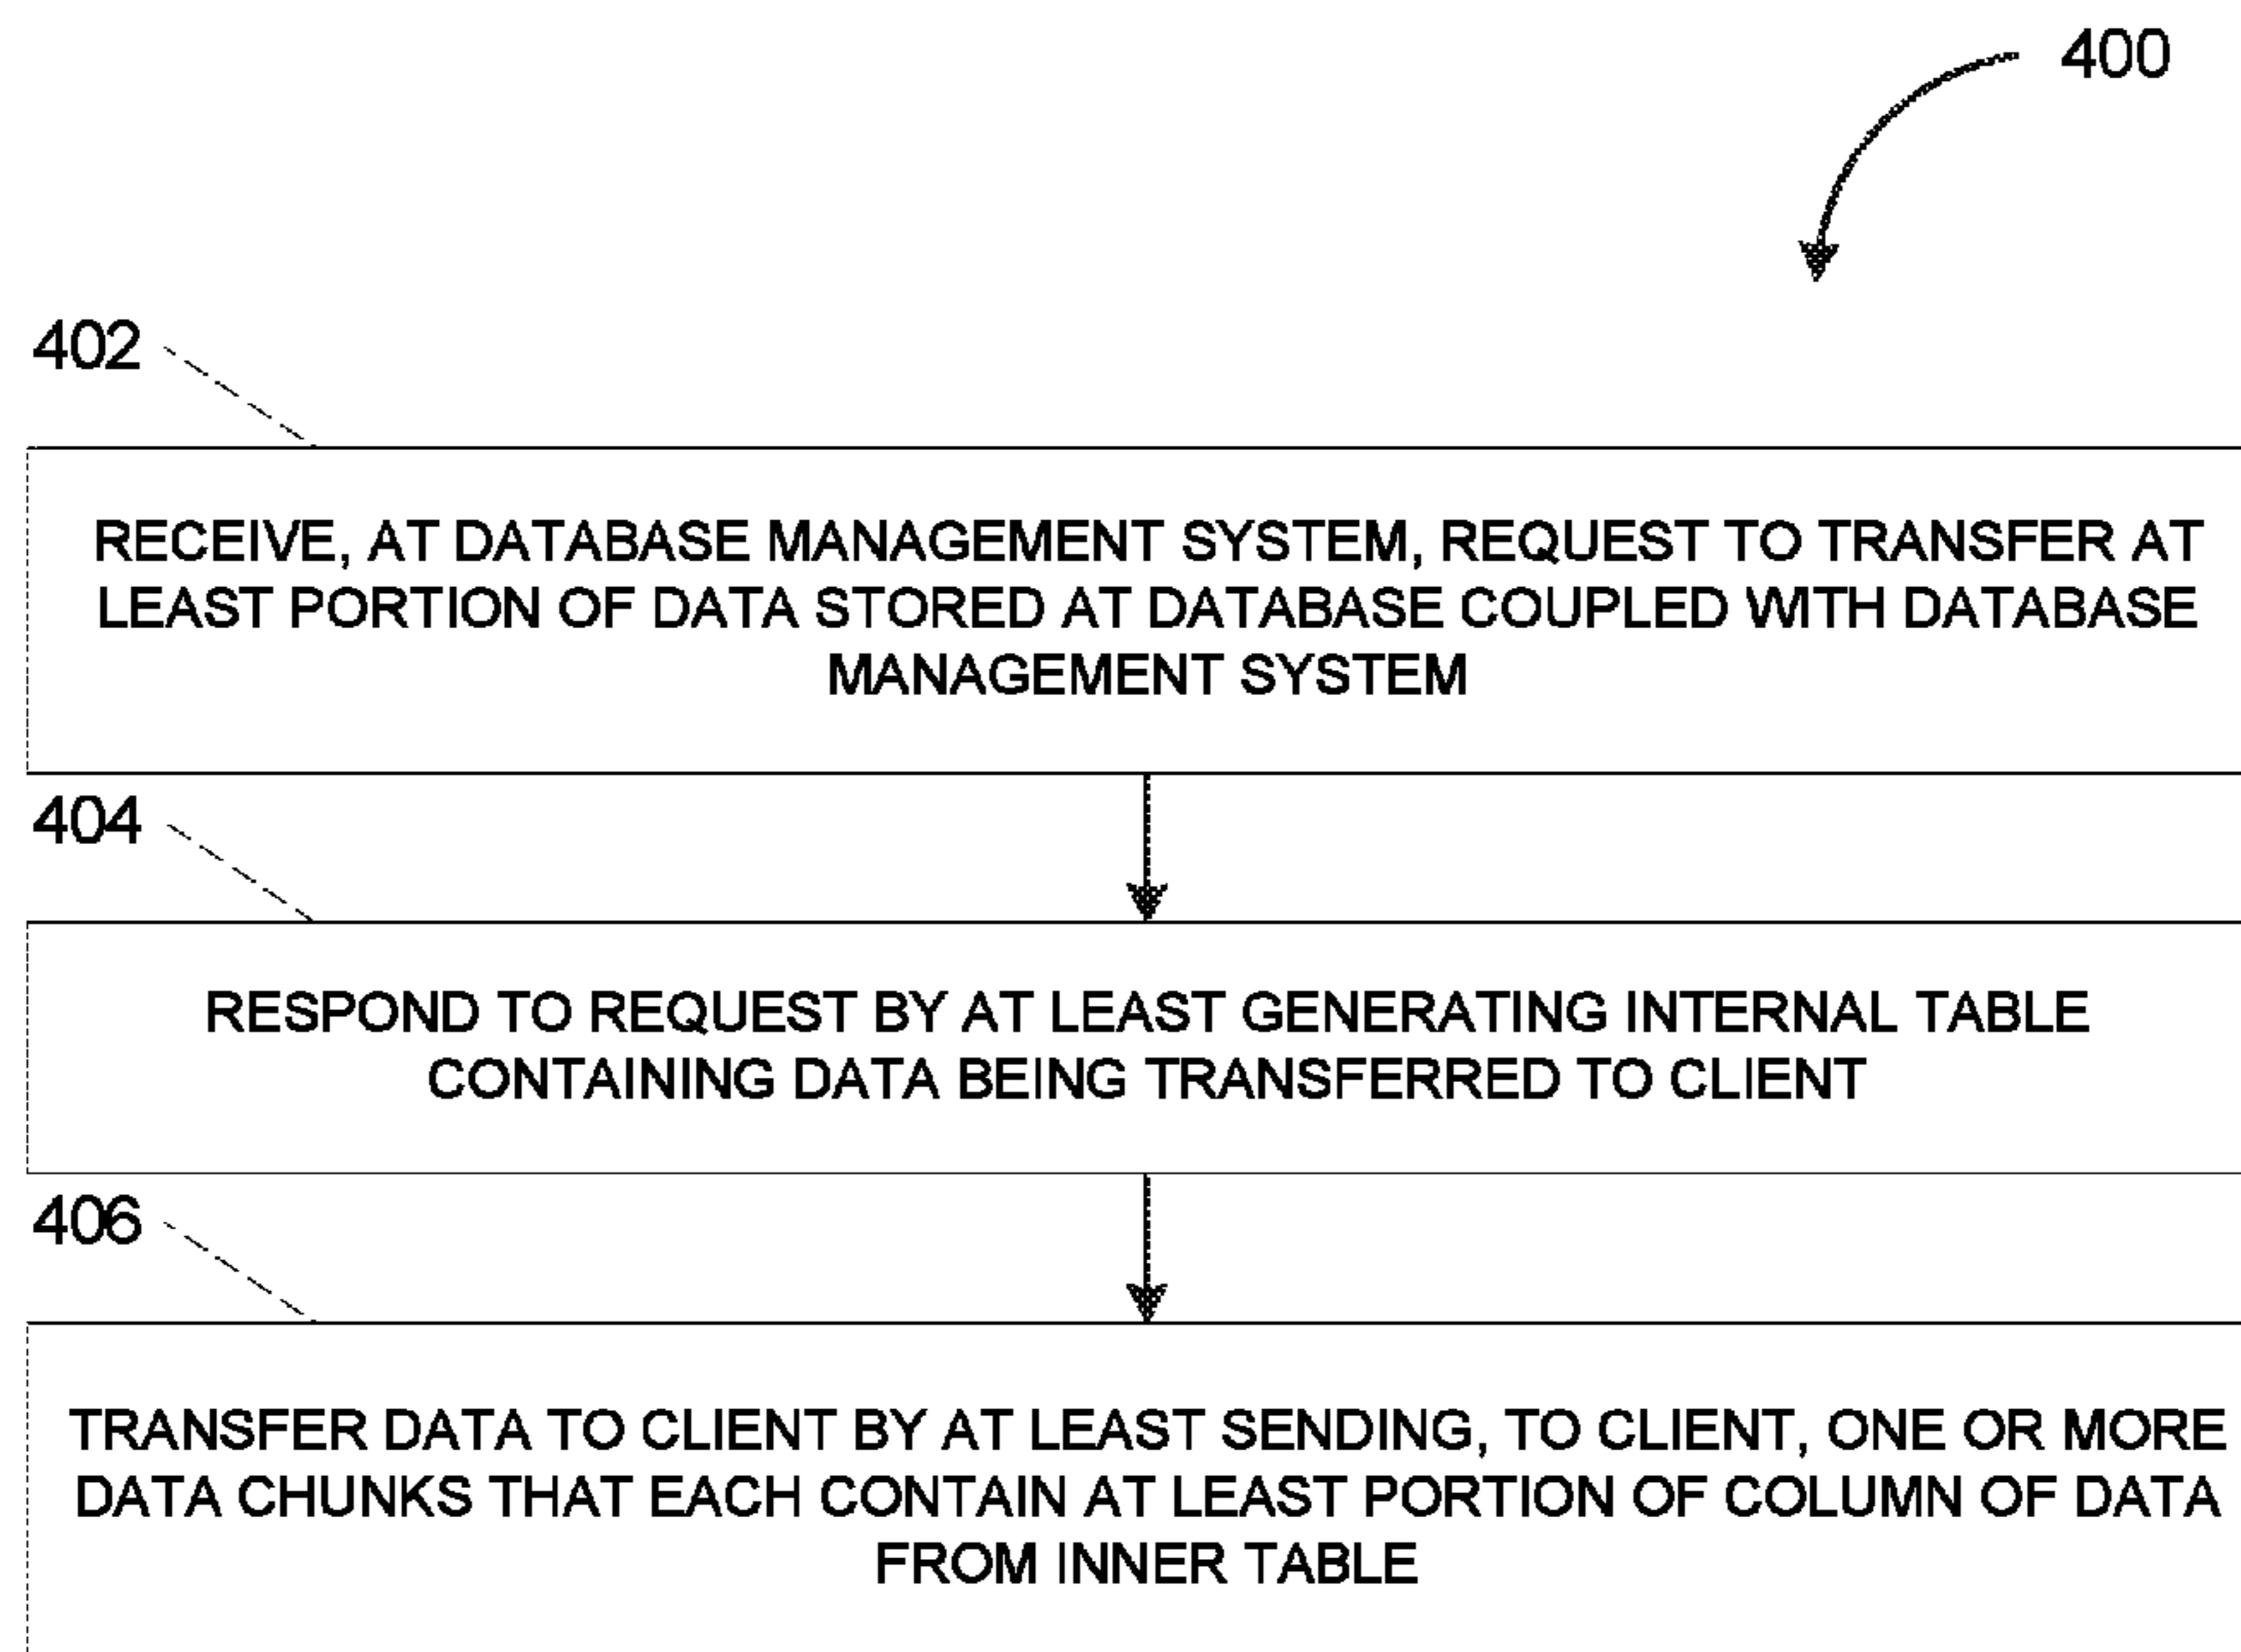 400
402
RECEIVE, AT DATABASE MANAGEMENT SYSTEM, REQUEST TO TRANSFER AT
LEAST PORTION OF DATA STORED AT DATABASE COUPLED WITH DATABASE
MANAGEMENT SYSTEM
404
RESPOND TO REQUEST BY AT LEAST GENERATING INTERNAL TABLE
CONTAINING DATA BEING TRANSFERRED TO CLIENT
406
TRANSFER DATA TO CLIENT BY AT LEAST SENDING, TO CLIENT, ONE OR MORE
DATA CHUNKS THAT EACH CONTAIN AT LEAST PORTION OF COLUMN OF DATA
FROM INNER TABLE